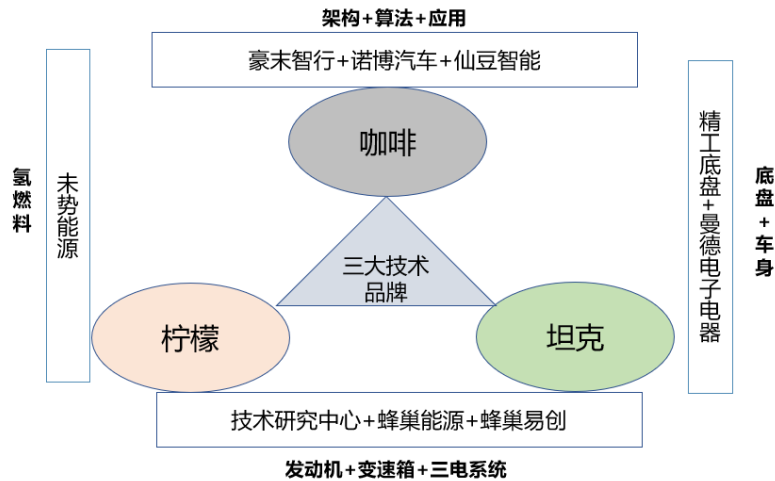 架构+算法+应用
豪末智行+诺博汽车+仙豆智能
咖啡
氢燃料
未势能源
精工底盘+曼德电子电器
底盘+车身
三大技术
品牌
柠檬
坦克
技术研究中心+蜂巢能源+蜂巢易创
发动机+变速箱+三电系统